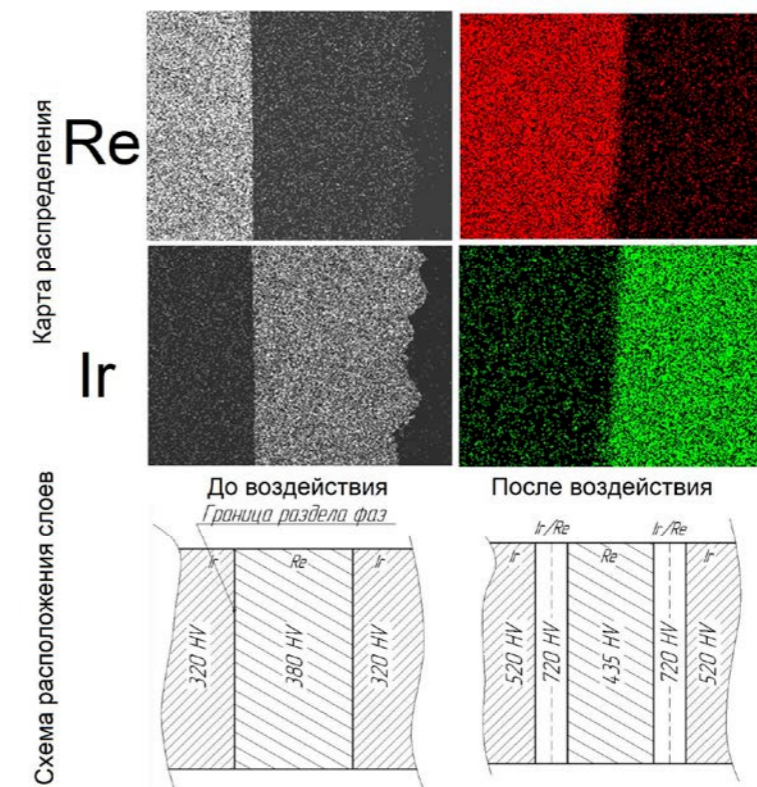 Карта распределения
Re
Ir
До воздействия
После воздействия
Схема расположения слоев
Граница раздела фаз
Ir
Re
Ir
320 HV
380 HV
320 HV
Ir/Re
Ir/Re
Ir
Re
Ir
520 HV
720 HV
435 HV
720 HV
520 HV